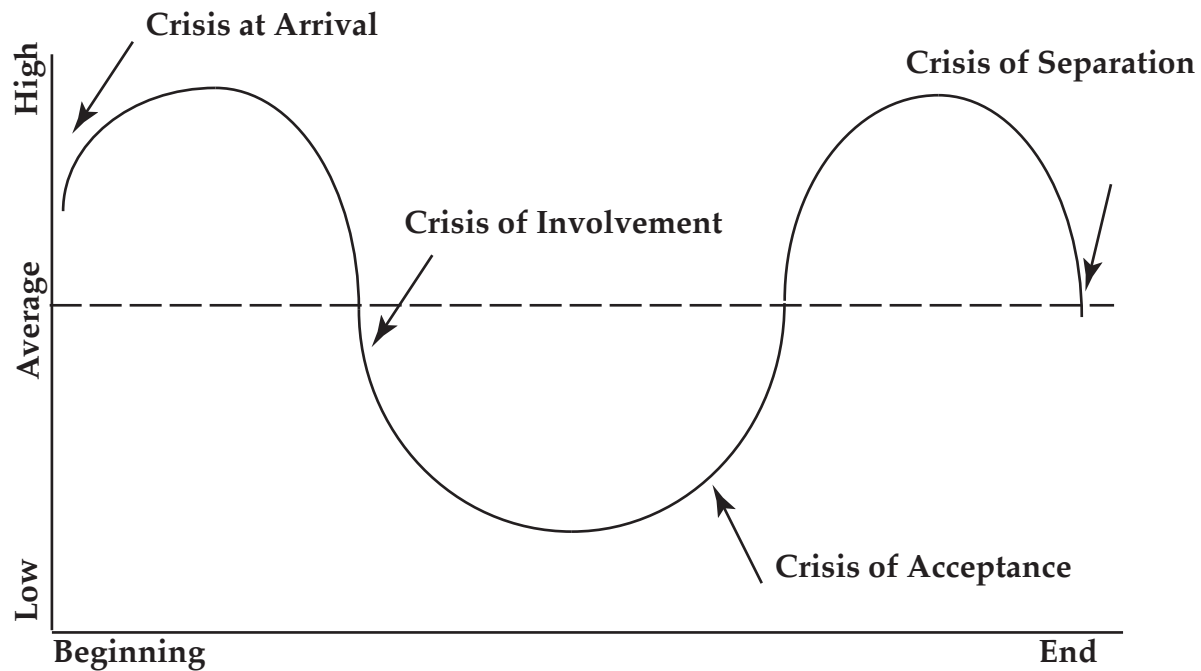 Crisis at Arrival
Crisis of Separation
High
Crisis of Involvement
Average
Crisis of Acceptance
Low
Beginning
End